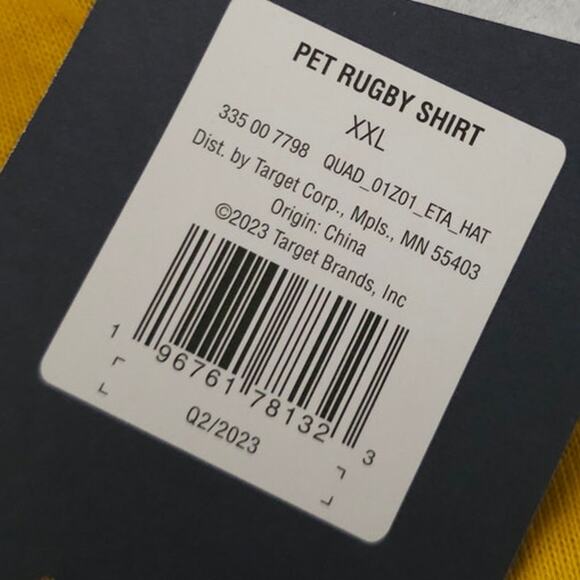 PET RUGBY SHIRT
XXL
335 00 7798 QUAD_01Z01_ETA_HAT
Dist. by Target Corp., Mpls., MN 55403
Origin: China
©2023 Target Brands, Inc
1 96761 78132 3
Q2/2023